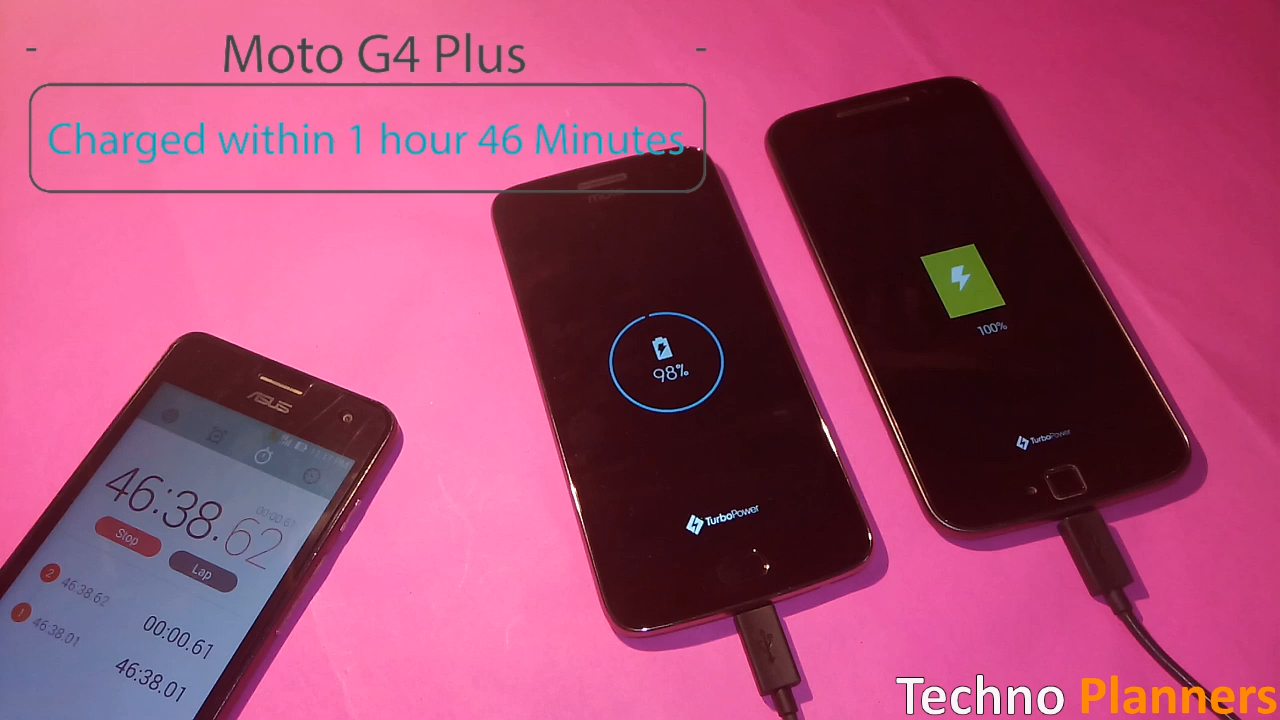 Moto G4 Plus
Charged within 1 hour 46 Minutes
100%
98%
TurboPower
TurboPower
ASUS
46:38.62
00:00.61
Stop
Lap
2 46:38.62
00:00.61
1 46:38.01
46:38.01
Techno Planners